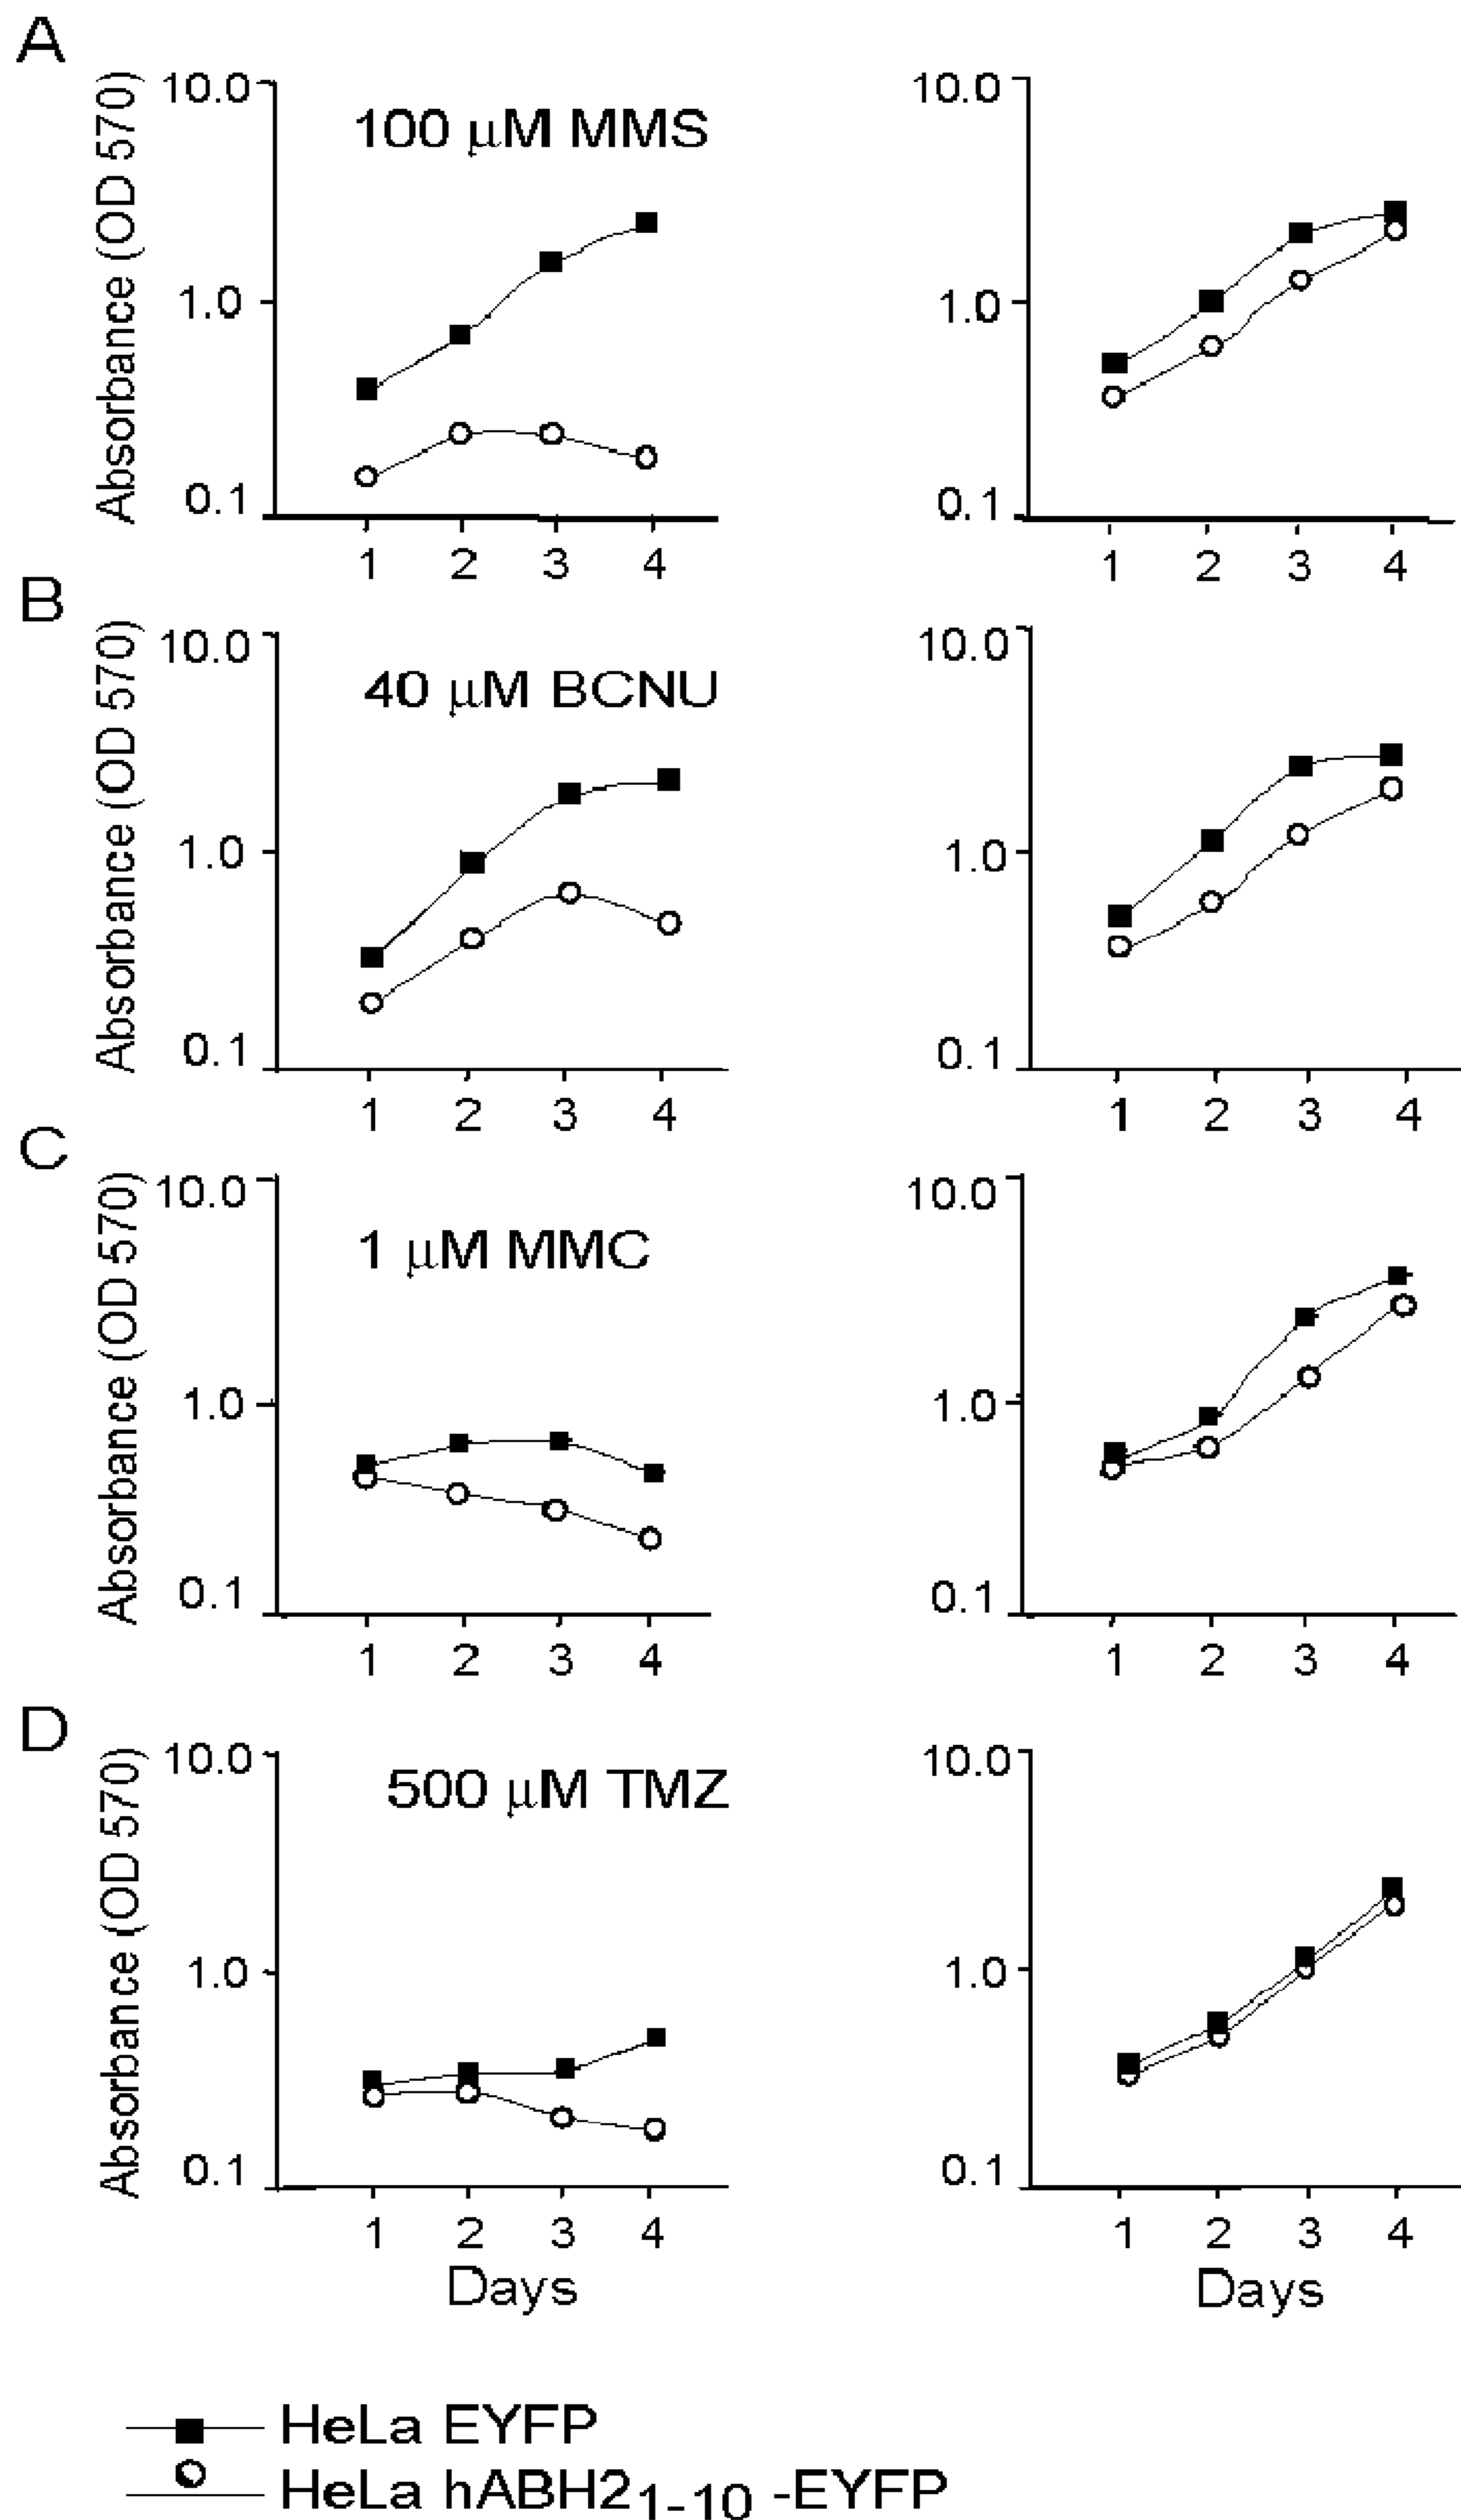 A
10.0 10.0
100 μM MMS
Absorbance (OD 570)
1.0 1.0
0.1 0.1
1 2 3 4 1 2 3 4
B
10.0 10.0
40 μM BCNU
Absorbance (OD 570)
1.0 1.0
0.1 0.1
1 2 3 4 1 2 3 4
C
10.0 10.0
1 μM MMC
Absorbance (OD 570)
1.0 1.0
0.1 0.1
1 2 3 4 1 2 3 4
D
10.0 10.0
500 μM TMZ
Absorbance (OD 570)
1.0 1.0
0.1 0.1
1 2 3 4 1 2 3 4
Days Days
HeLa EYFP
HeLa hABH2₁₋₁₀ -EYFP